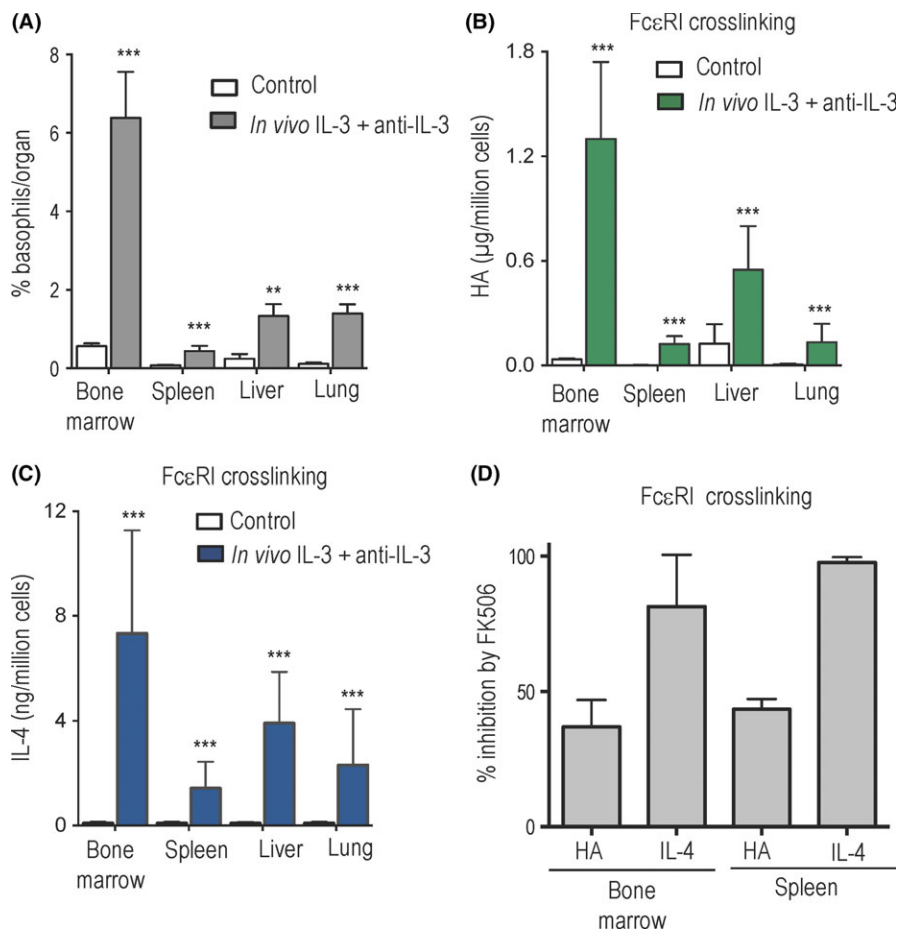 (A)
% basophils/organ
8
6
4
2
0
***
***
**
***
Control
In vivo IL-3 + anti-IL-3
Bone
marrow
Spleen
Liver
Lung
(B)
FcεRI crosslinking
HA (µg/million cells)
1.8
1.2
0.6
0.0
***
***
***
***
Control
In vivo IL-3 + anti-IL-3
Bone
marrow
Spleen
Liver
Lung
(C)
FcεRI crosslinking
IL-4 (ng/million cells)
12
8
4
0
***
***
***
***
Control
In vivo IL-3 + anti-IL-3
Bone
marrow
Spleen
Liver
Lung
(D)
FcεRI crosslinking
% inhibition by FK506
100
50
0
HA
IL-4
HA
IL-4
Bone
marrow
Spleen